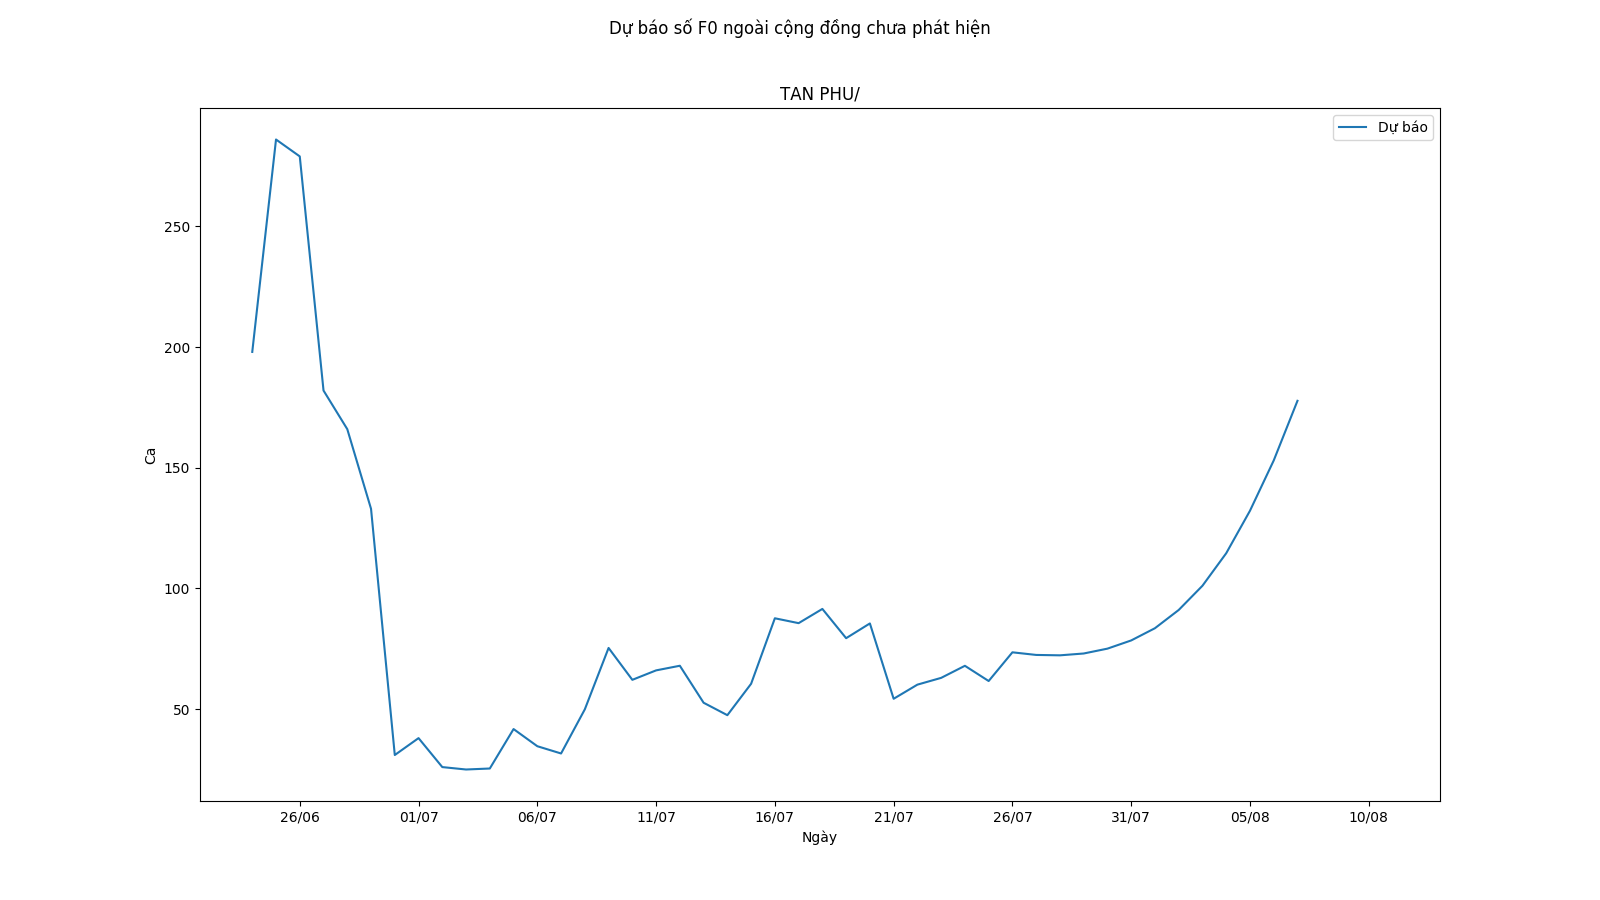 Dự báo số F0 ngoài cộng đồng chưa phát hiện
TAN PHU/
Dự báo
250
200
150
100
50
Ca
26/06 01/07 06/07 11/07 16/07 21/07 26/07 31/07 05/08 10/08
Ngày